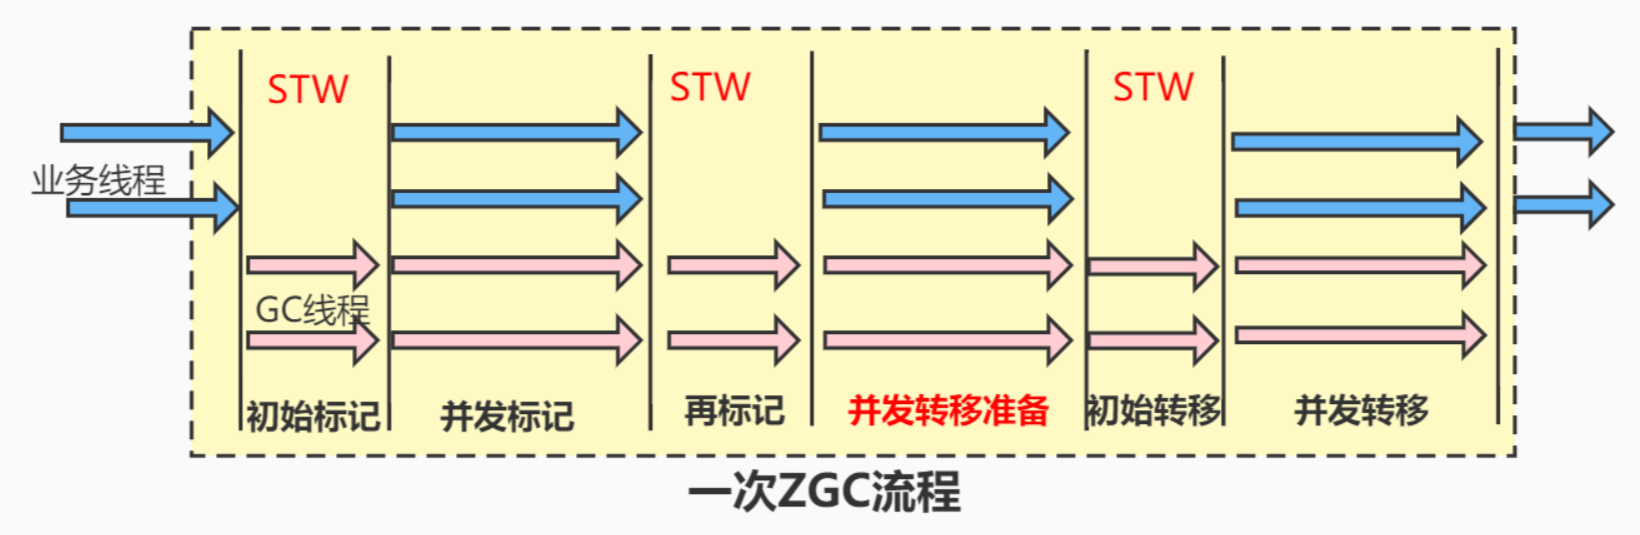 STW
STW
STW
业务线程
GC线程
初始标记
并发标记
再标记
并发转移准备
初始转移
并发转移
一次ZGC流程